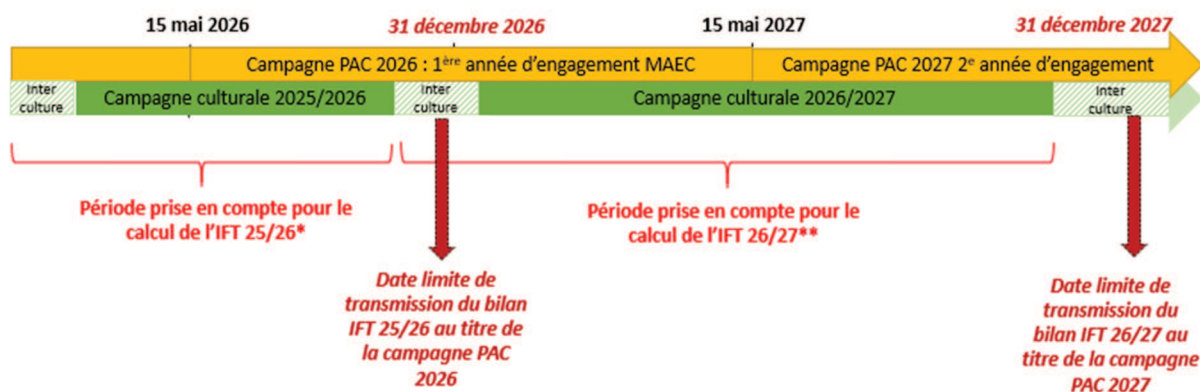 15 mai 2026
31 décembre 2026
15 mai 2027
31 décembre 2027
Campagne PAC 2026 : 1ère année d'engagement MAEC
Campagne PAC 2027 2e année d'engagement
Inter
culture
Campagne culturale 2025/2026
Inter
culture
Campagne culturale 2026/2027
Inter
culture
Période prise en compte pour le
calcul de l'IFT 25/26*
Période prise en compte pour le
calcul de l'IFT 26/27**
Date limite de
transmission du bilan
IFT 25/26 au titre de
la campagne PAC
2026
Date limite de
transmission du
bilan IFT 26/27 au
titre de la campagne
PAC 2027